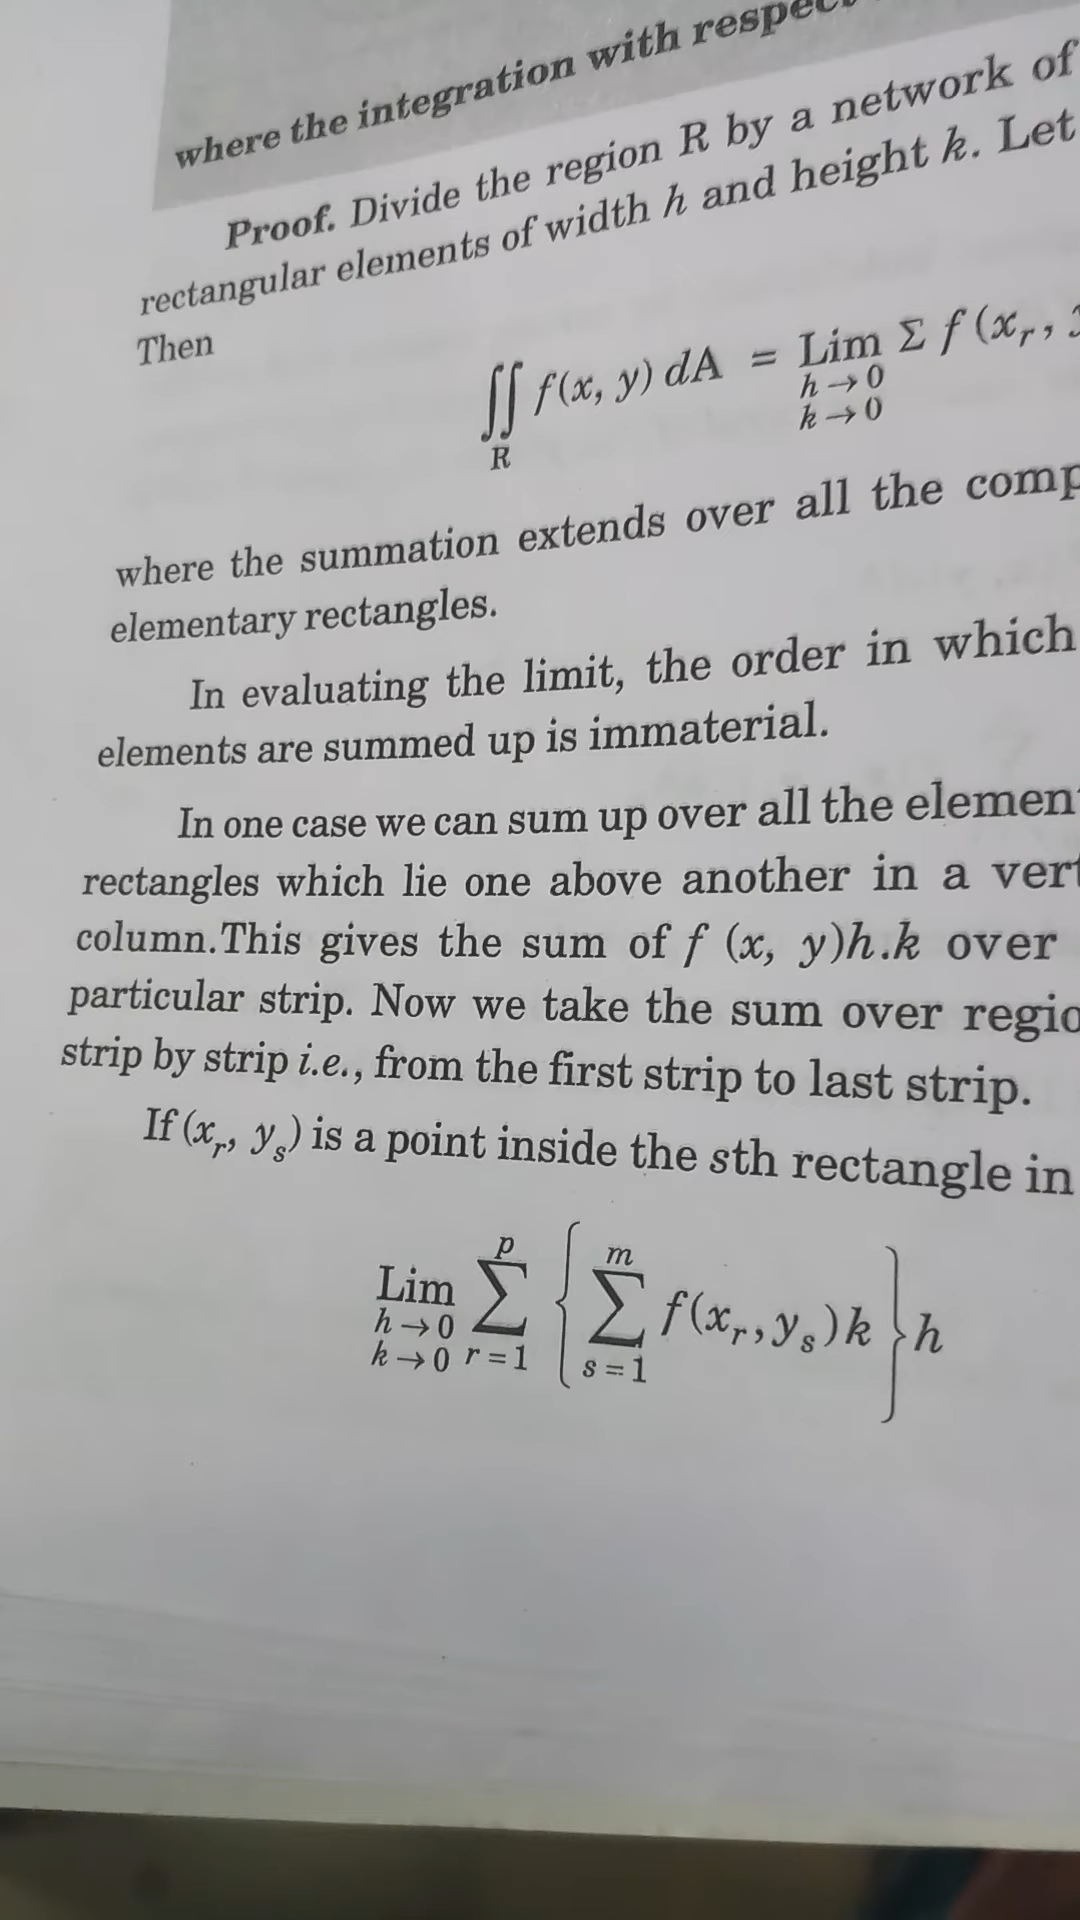 where the integration with
Proof. Divide the region R by a network of
rectangular elements of width h and height k. Let
Then
∬ f(x, y) dA = Lim Σ f (xᵣ,
R h → 0
k → 0
where the summation extends over all the
elementary rectangles.
In evaluating the limit, the order in which
elements are summed up is immaterial.
In one case we can sum up over all the
rectangles which lie one above another in a
column.This gives the sum of f (x, y)h.k over
particular strip. Now we take the sum over
strip by strip i.e., from the first strip to last strip.
If (xᵣ, yₛ) is a point inside the sth rectangle in
p m
Lim Σ { Σ f(xᵣ, yₛ) k } h
h → 0
k → 0 r = 1 s = 1